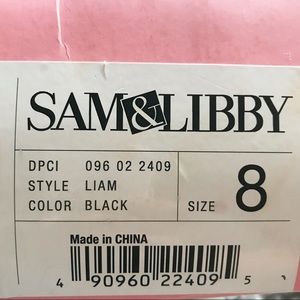 SAM&LIBBY
DPCI 096 02 2409
STYLE LIAM
COLOR BLACK
SIZE 8
Made in CHINA
4 90960 22409 5